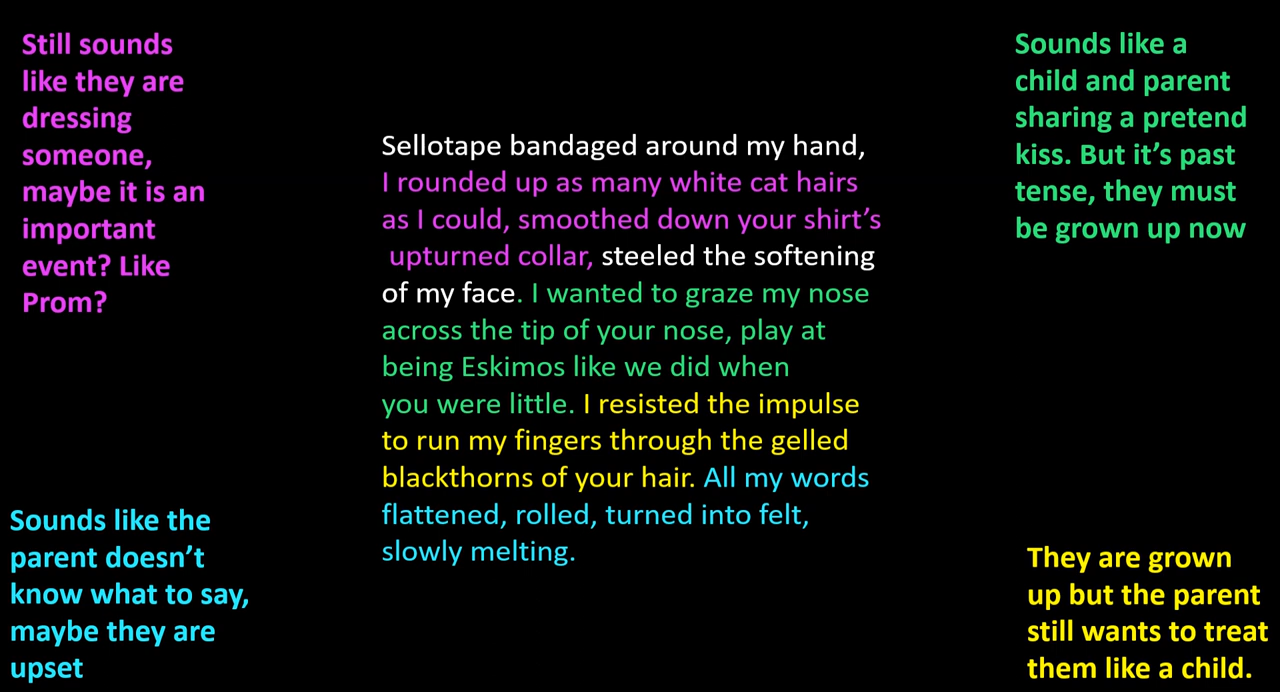 Still sounds
like they are
dressing
someone,
maybe it is an
important
event? Like
Prom?
Sellotape bandaged around my hand,
I rounded up as many white cat hairs
as I could, smoothed down your shirt’s
upturned collar, steeled the softening
of my face. I wanted to graze my nose
across the tip of your nose, play at
being Eskimos like we did when
you were little. I resisted the impulse
to run my fingers through the gelled
blackthorns of your hair. All my words
flattened, rolled, turned into felt,
slowly melting.
Sounds like a
child and parent
sharing a pretend
kiss. But it’s past
tense, they must
be grown up now
Sounds like the
parent doesn’t
know what to say,
maybe they are
upset
They are grown
up but the parent
still wants to treat
them like a child.